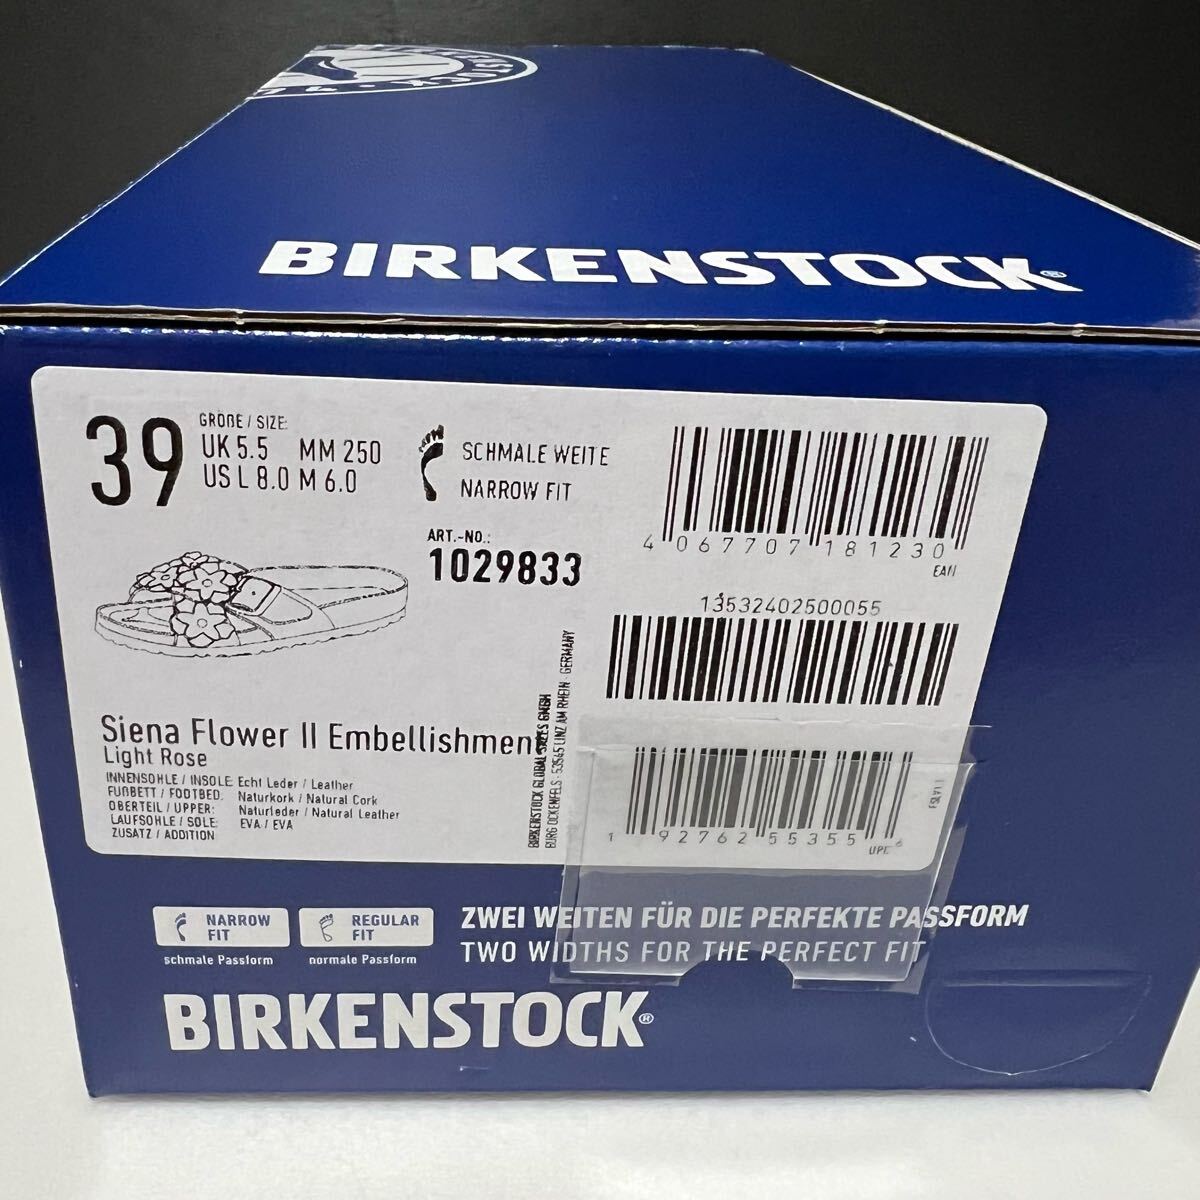 BIRKENSTOCK
BIRKENSTOCK®
39
GRÖßE / SIZE:
UK 5.5 MM 250
US L 8.0 M 6.0
SCHMALE WEITE
NARROW FIT
ART.-NO.:
1029833
4 067707 181230
EAN
13532402500055
Siena Flower II Embellishment
Light Rose
INNENSOHLE / INSOLE: Echt Leder / Leather
FUßBETT / FOOTBED: Naturkork / Natural Cork
OBERTEIL / UPPER: Naturleder / Natural Leather
LAUFSOHLE / SOLE: EVA / EVA
ZUSATZ / ADDITION:
BIRKENSTOCK GLOBAL SALES GMBH
BURG OCKENFELS · 53545 LINZ AM RHEIN · GERMANY
1 92762 55355 6
UPC
NARROW FIT
schmale Passform
REGULAR FIT
normale Passform
ZWEI WEITEN FÜR DIE PERFEKTE PASSFORM
TWO WIDTHS FOR THE PERFECT FIT
BIRKENSTOCK®